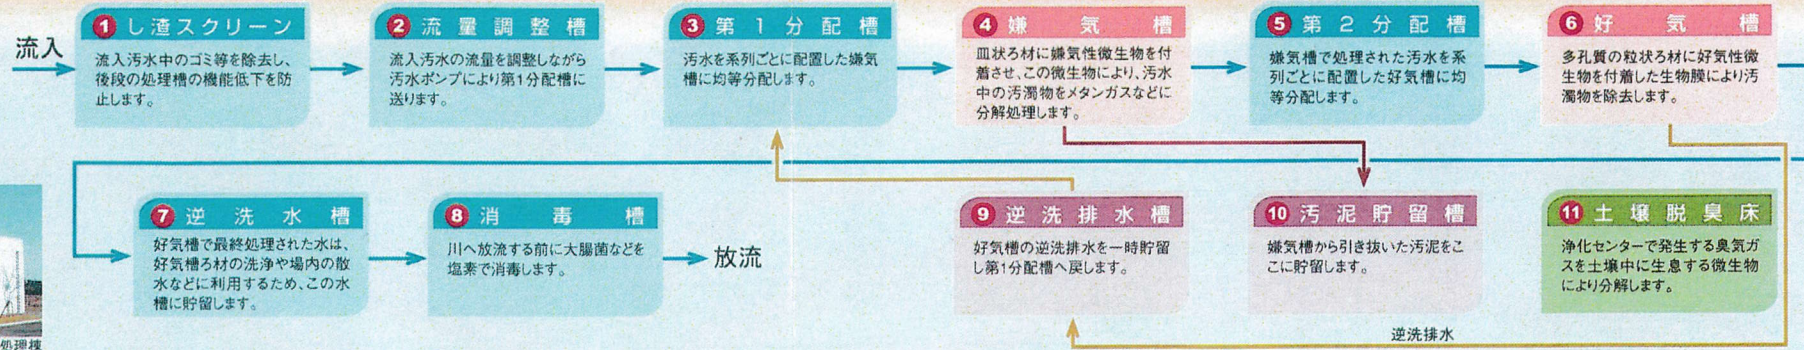 流入
1 し渣スクリーン
流入汚水中のゴミ等を除去し、
後段の処理槽の機能低下を防
止します。
2 流量調整槽
流入汚水の流量を調整しながら
汚水ポンプにより第1分配槽に
送ります。
3 第1分配槽
汚水を系列ごとに配置した嫌気
槽に均等分配します。
4 嫌気槽
皿状ろ材に嫌気性微生物を付
着させ、この微生物により、汚水
中の汚濁物をメタンガスなどに
分解処理します。
5 第2分配槽
嫌気槽で処理された汚水を系
列ごとに配置した好気槽に均
等分配します。
6 好気槽
多孔質の粒状ろ材に好気性微
生物を付着した生物膜により汚
濁物を除去します。
7 逆洗水槽
好気槽で最終処理された水は、
好気槽ろ材の洗浄や場内の散
水などに利用するため、この水
槽に貯留します。
8 消毒槽
川へ放流する前に大腸菌などを
塩素で消毒します。
放流
9 逆洗排水槽
好気槽の逆洗排水を一時貯留
し第1分配槽へ戻します。
10 汚泥貯留槽
嫌気槽から引き抜いた汚泥をこ
こに貯留します。
11 土壌脱臭床
浄化センターで発生する臭気ガ
スを土壌中に生息する微生物
により分解します。
逆洗排水
処理棟